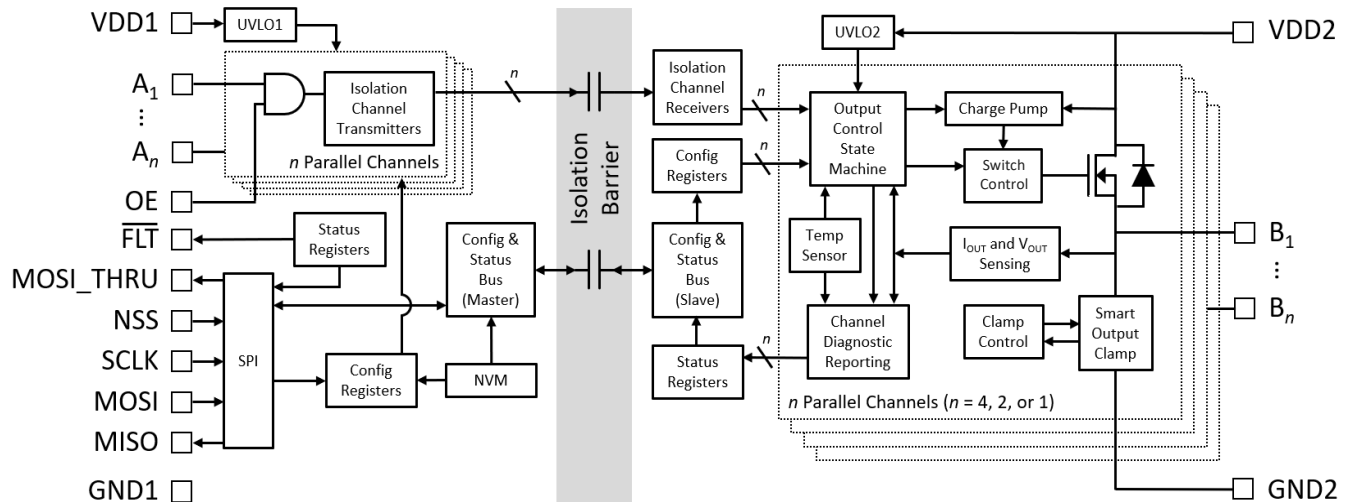 VDD1
UVLO1
A1
⋮
An
OE
FLT
MOSI_THRU
NSS
SCLK
MOSI
MISO
GND1
Isolation
Channel
Transmitters
n Parallel Channels
n
Status
Registers
SPI
Config
Registers
Config &
Status
Bus
(Master)
NVM
Isolation
Barrier
Isolation
Channel
Receivers
n
Config
Registers
n
Config &
Status
Bus
(Slave)
Status
Registers
n
UVLO2
Output
Control
State
Machine
Charge Pump
Switch
Control
Temp
Sensor
IOUT and VOUT
Sensing
Channel
Diagnostic
Reporting
Clamp
Control
Smart
Output
Clamp
n Parallel Channels (n = 4, 2, or 1)
VDD2
B1
⋮
Bn
GND2